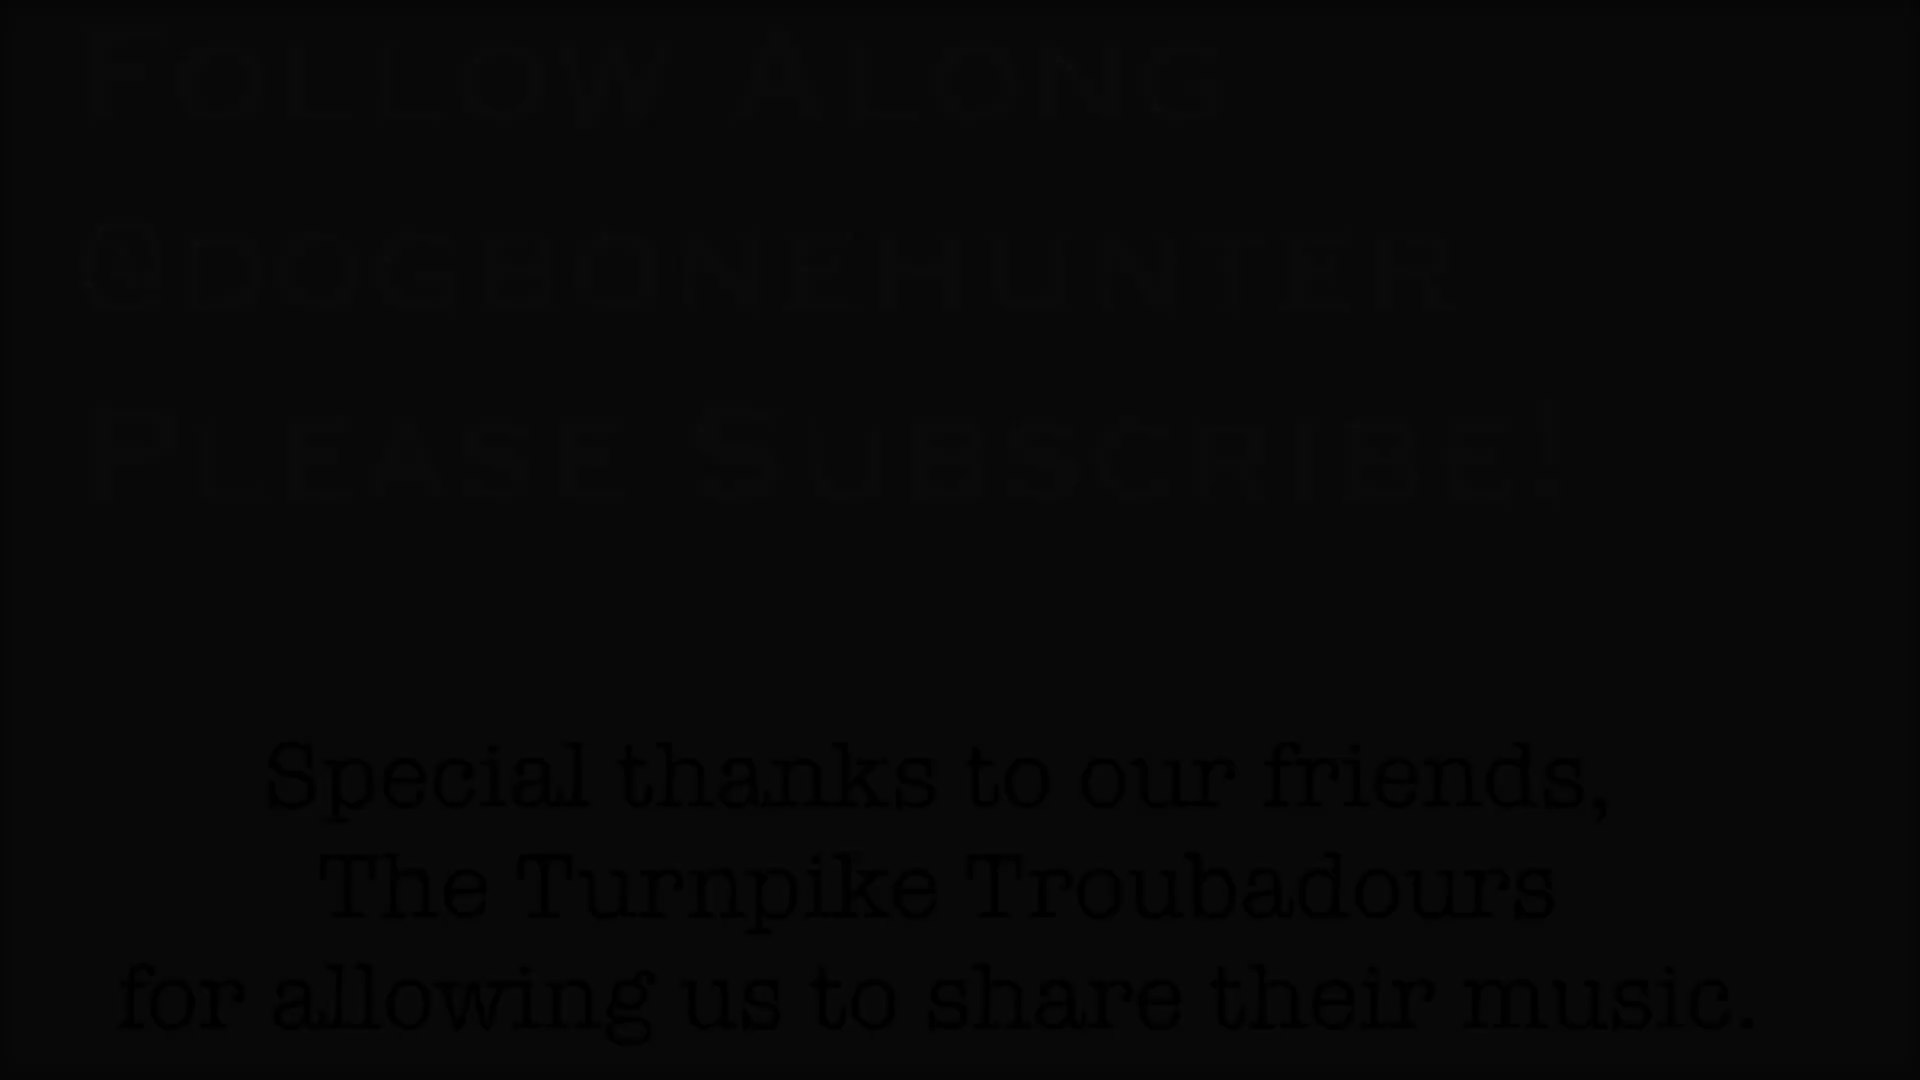 Follow Along
@dogbonehunter
Please Subscribe!
Special thanks to our friends,
The Turnpike Troubadours
for allowing us to share their music.